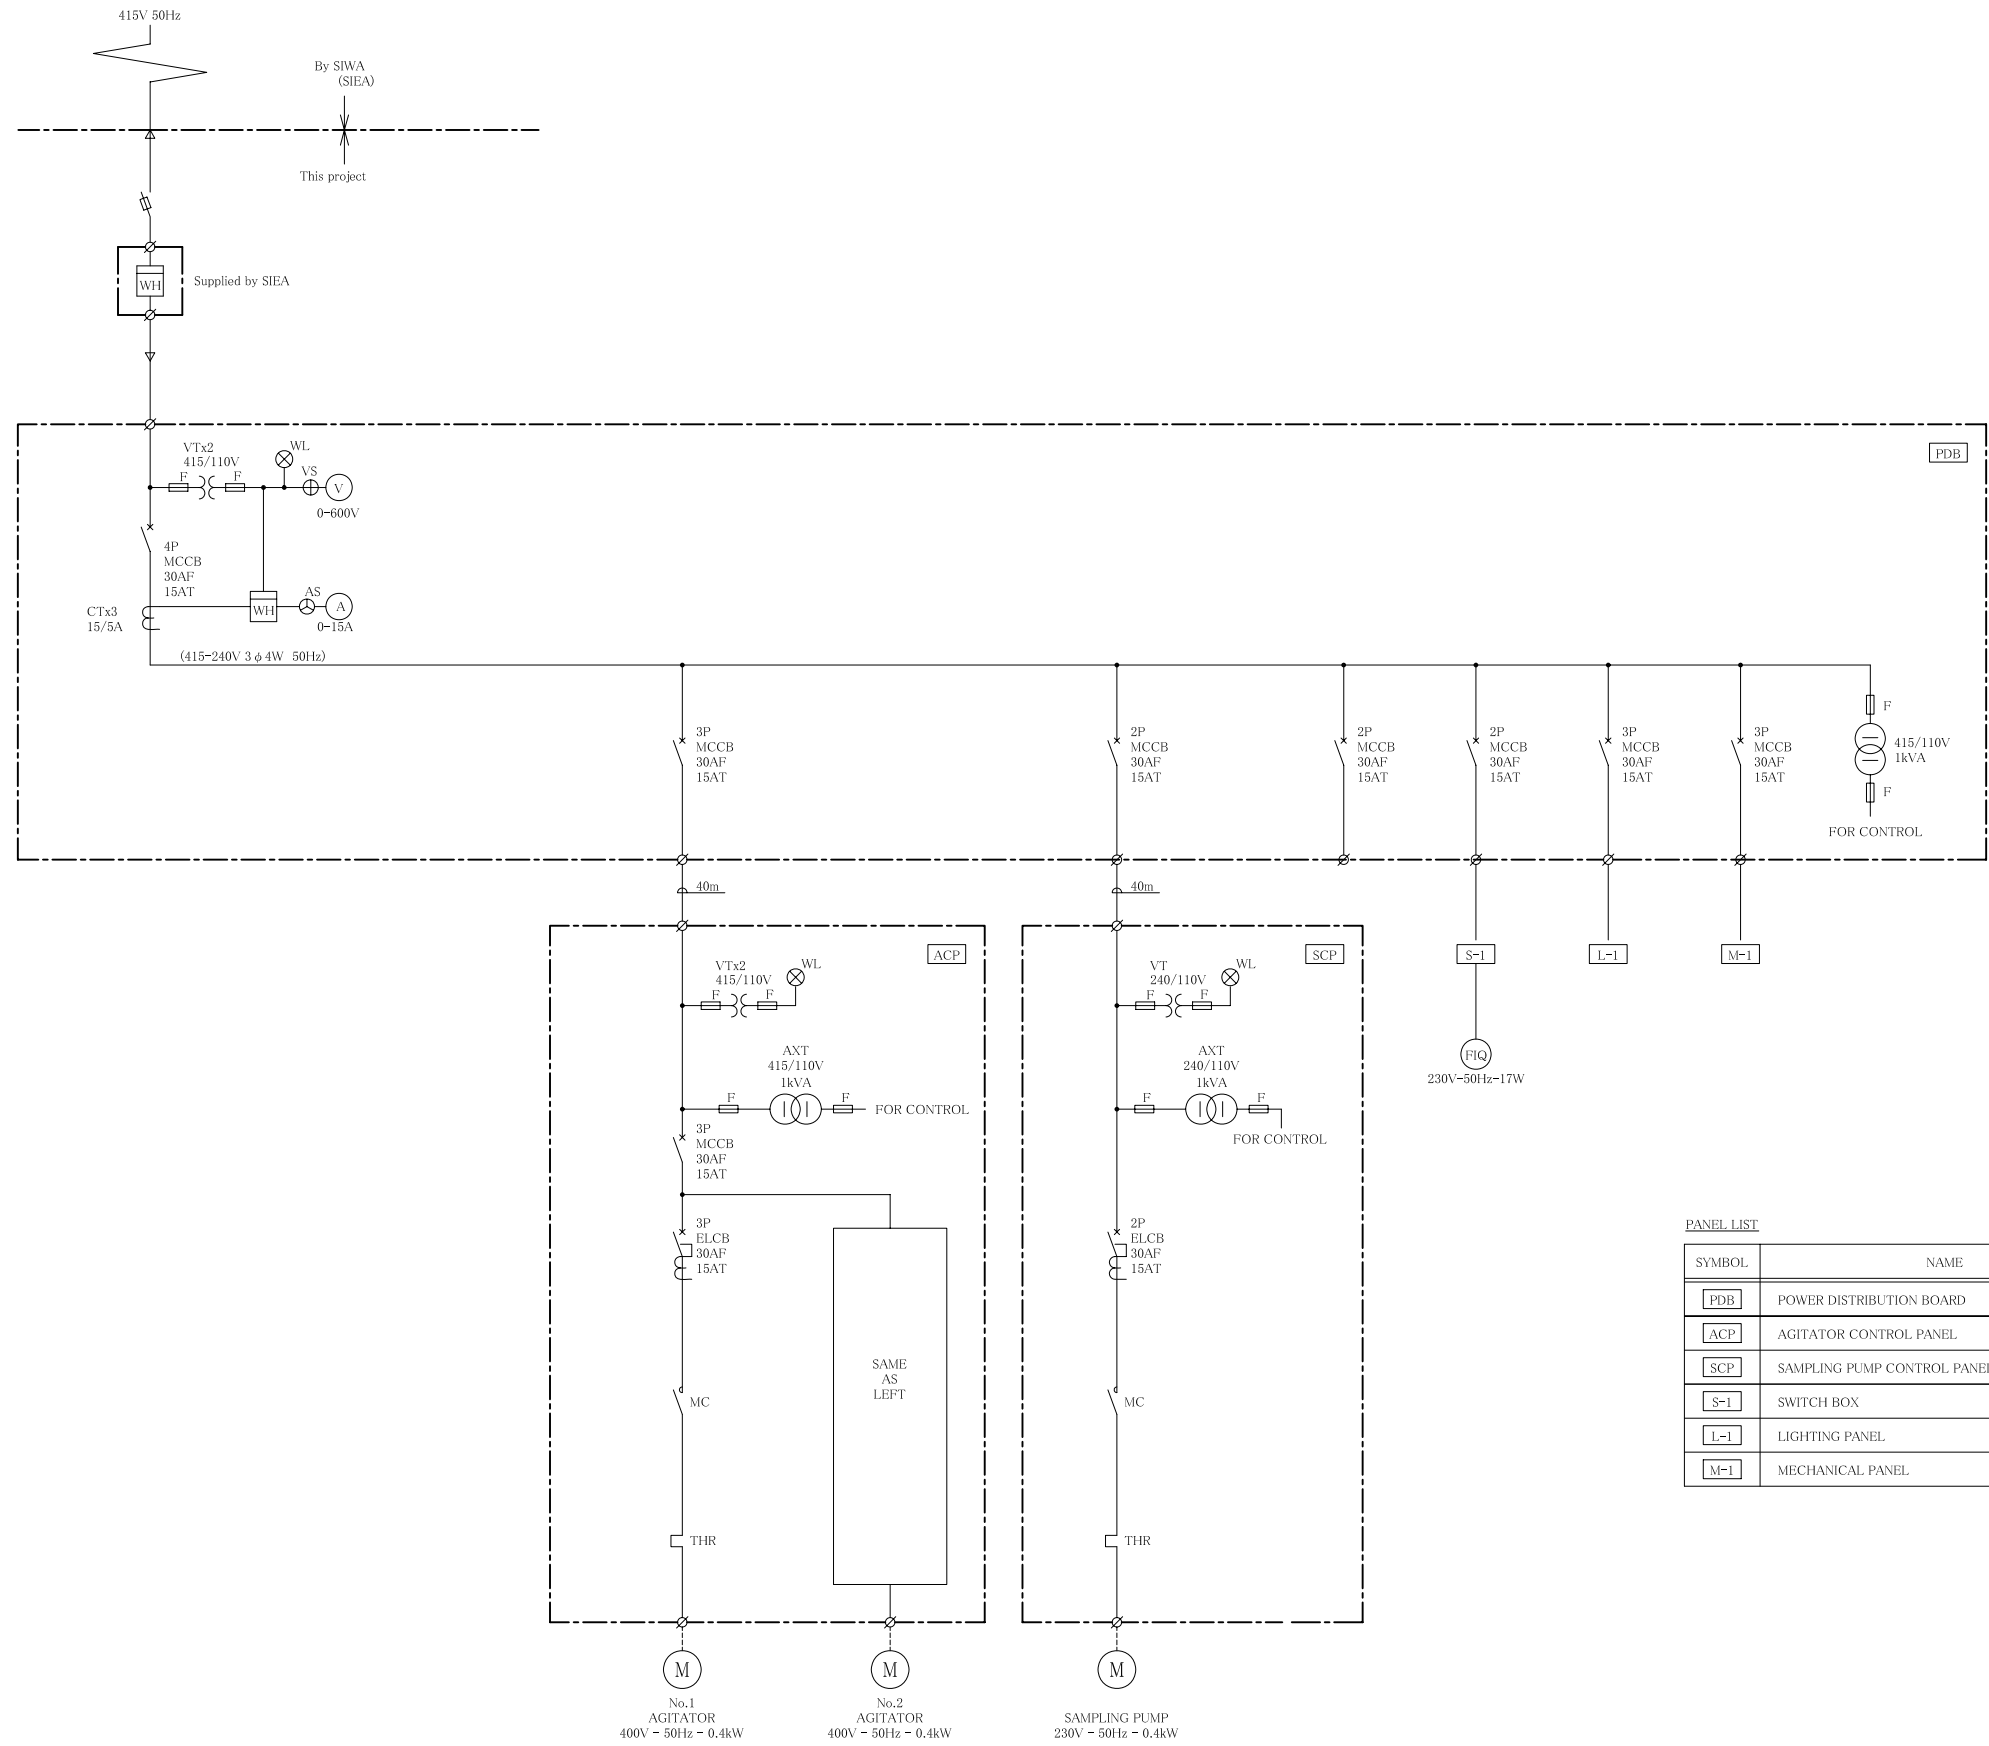 415V 50Hz
By SIWA
(SIEA)
This project
WH
Supplied by SIEA
PDB
VTx2
415/110V
F
F
WL
VS
V
0-600V
4P
MCCB
30AF
15AT
CTx3
15/5A
WH
AS
A
0-15A
(415-240V 3φ4W 50Hz)
3P
MCCB
30AF
15AT
2P
MCCB
30AF
15AT
2P
MCCB
30AF
15AT
2P
MCCB
30AF
15AT
3P
MCCB
30AF
15AT
3P
MCCB
30AF
15AT
F
415/110V
1kVA
F
FOR CONTROL
40m
40m
ACP
VTx2
415/110V
F
F
WL
AXT
415/110V
1kVA
F
F
FOR CONTROL
3P
MCCB
30AF
15AT
3P
ELCB
30AF
15AT
SAME
AS
LEFT
MC
THR
M
No.1
AGITATOR
400V - 50Hz - 0.4kW
M
No.2
AGITATOR
400V - 50Hz - 0.4kW
SCP
VT
240/110V
F
F
WL
AXT
240/110V
1kVA
F
F
FOR CONTROL
2P
ELCB
30AF
15AT
MC
THR
M
SAMPLING PUMP
230V - 50Hz - 0.4kW
S-1
L-1
M-1
FIQ
230V-50Hz-17W
PANEL LIST
SYMBOL NAME
PDB POWER DISTRIBUTION BOARD
ACP AGITATOR CONTROL PANEL
SCP SAMPLING PUMP CONTROL PANEL
S-1 SWITCH BOX
L-1 LIGHTING PANEL
M-1 MECHANICAL PANEL